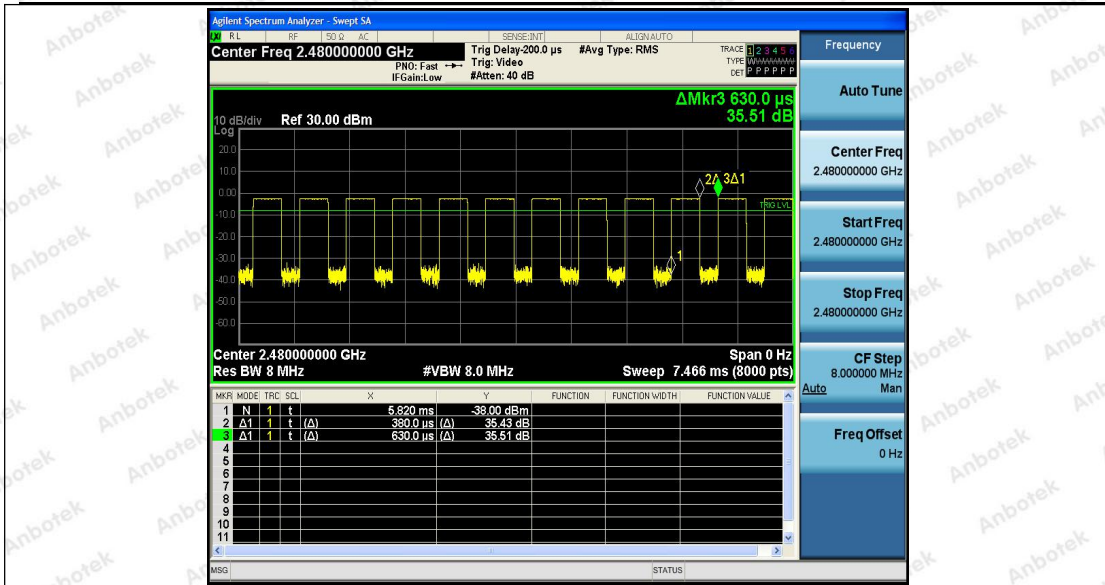 Agilent Spectrum Analyzer - Swept SA
RL RF 50 Ω AC SENSE:INT ALIGNAUTO
Center Freq 2.480000000 GHz
PNO: Fast
IFGain:Low
Trig Delay-200.0 µs #Avg Type: RMS
Trig: Video
#Atten: 40 dB
TRACE 1 2 3 4 5 6
TYPE
DET P P P P P P
ΔMkr3 630.0 µs
35.51 dB
10 dB/div Ref 30.00 dBm
Log
20.0
10.0
0.00
-10.0
-20.0
-30.0
-40.0
-50.0
-60.0
2Δ 3Δ1
TRIG LVL
1
Center 2.480000000 GHz Span 0 Hz
Res BW 8 MHz #VBW 8.0 MHz Sweep 7.466 ms (8000 pts)
MKR MODE TRC SCL X Y FUNCTION FUNCTION WIDTH FUNCTION VALUE
1 N 1 t 5.820 ms -38.00 dBm
2 Δ1 1 t (Δ) 380.0 µs (Δ) 35.43 dB
3 Δ1 1 t (Δ) 630.0 µs (Δ) 35.51 dB
4
5
6
7
8
9
10
11
MSG STATUS
Frequency
Auto Tune
Center Freq
2.480000000 GHz
Start Freq
2.480000000 GHz
Stop Freq
2.480000000 GHz
CF Step
8.000000 MHz
Auto Man
Freq Offset
0 Hz
Anbotek